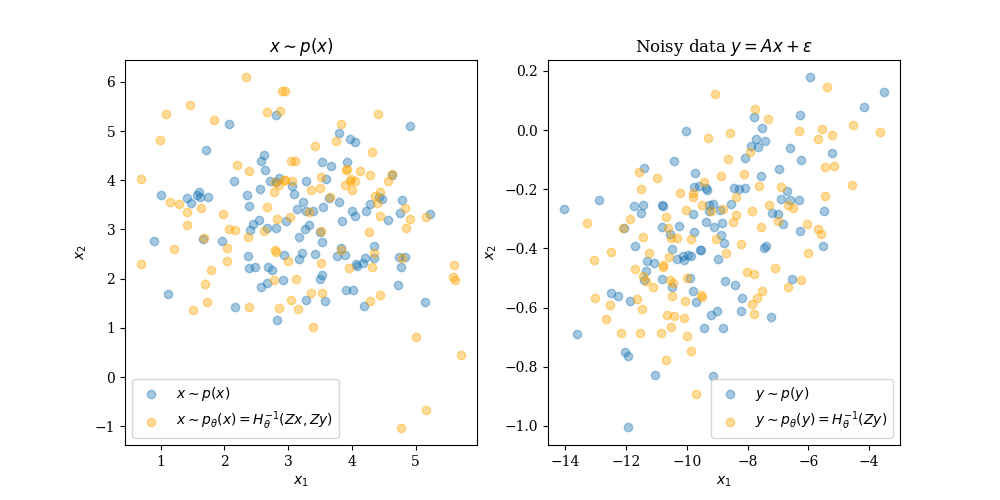 x ∼ p(x)
6
5
4
3
2
1
0
−1
x₂
1
2
3
4
5
x₁
x ∼ p(x)
x ∼ p_θ(x) = H_θ^{−1}(Zx, Zy)
Noisy data y = Ax + ε
0.2
0.0
−0.2
−0.4
−0.6
−0.8
−1.0
x₂
−14
−12
−10
−8
−6
−4
x₁
y ∼ p(y)
y ∼ p_θ(y) = H_θ^{−1}(Zy)